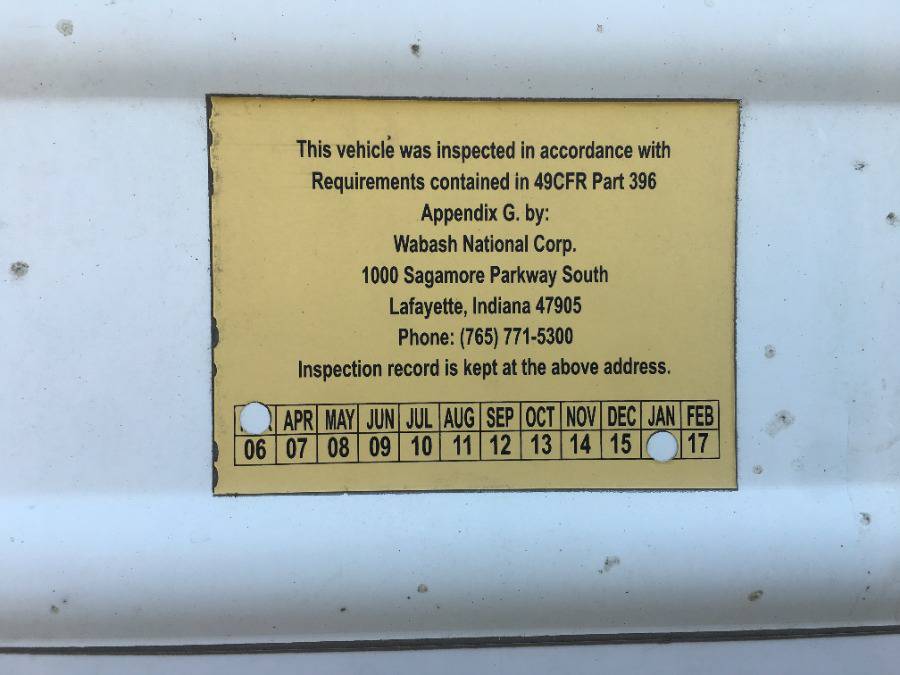 This vehicle was inspected in accordance with
Requirements contained in 49CFR Part 396
Appendix G. by:
Wabash National Corp.
1000 Sagamore Parkway South
Lafayette, Indiana 47905
Phone: (765) 771-5300
Inspection record is kept at the above address.
APR MAY JUN JUL AUG SEP OCT NOV DEC JAN FEB
06 07 08 09 10 11 12 13 14 15 17